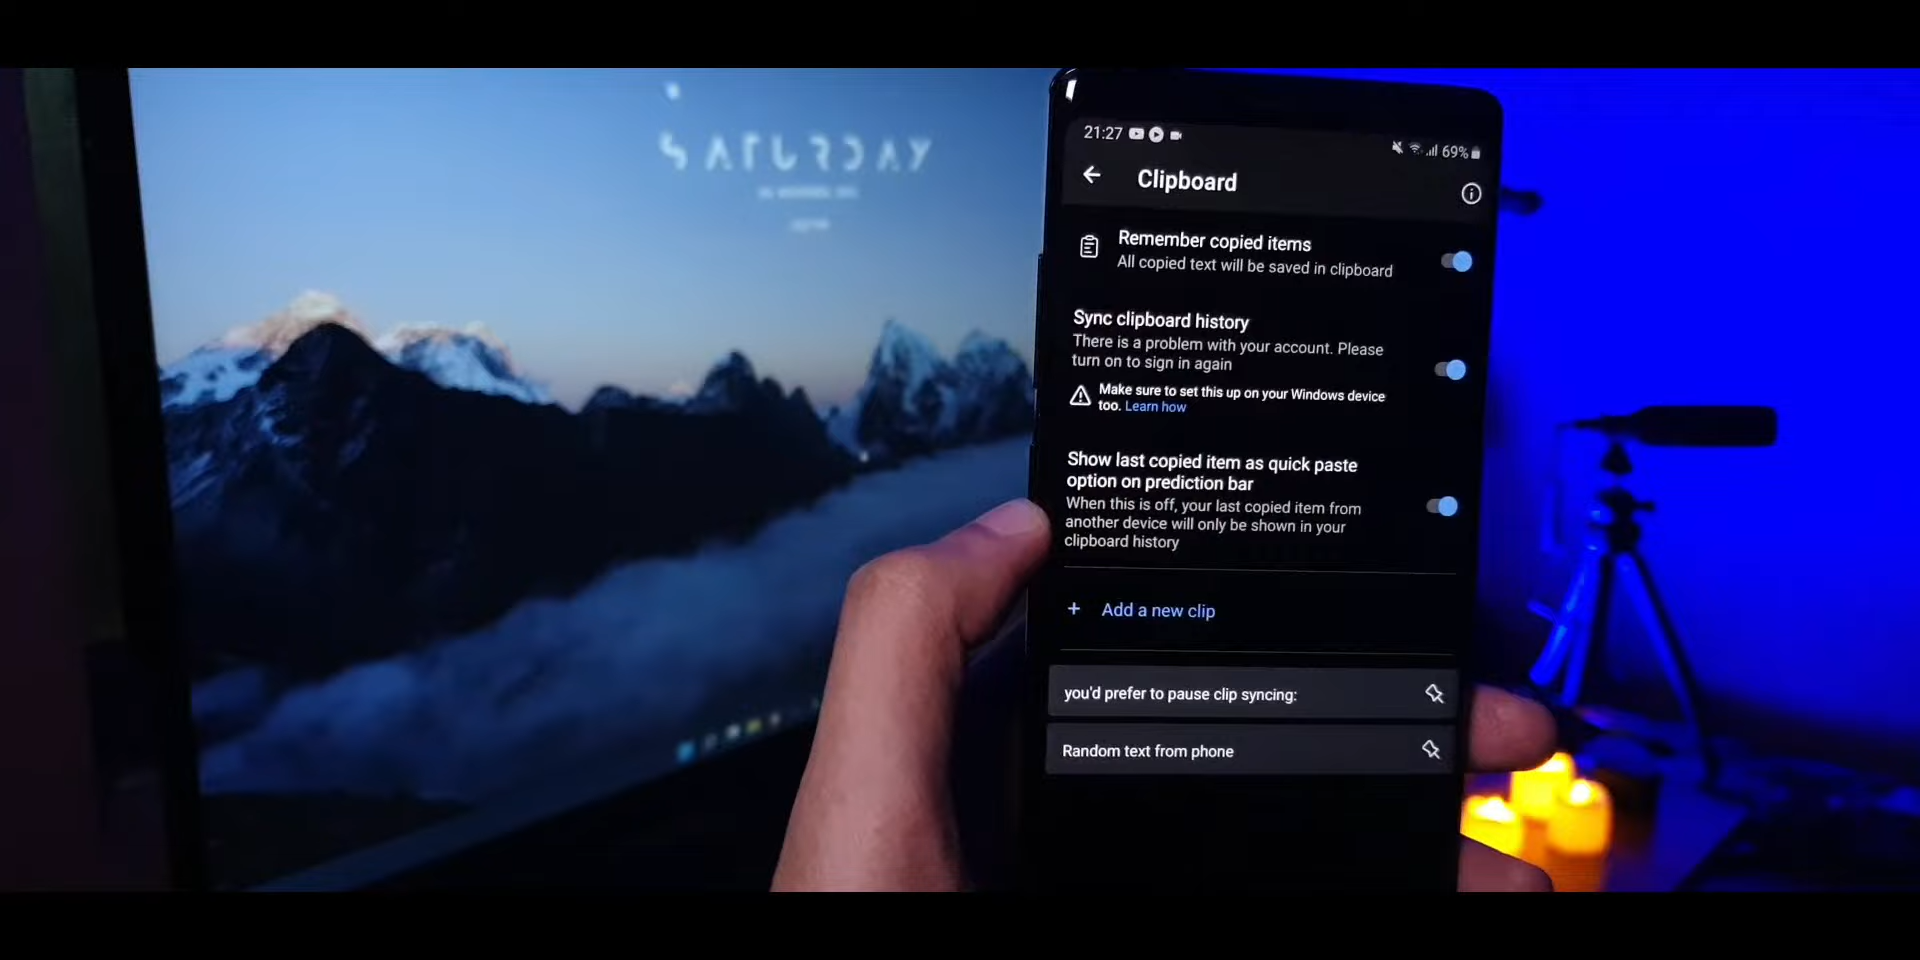 SATURDAY
21:27
69%
Clipboard
Remember copied items
All copied text will be saved in clipboard
Sync clipboard history
There is a problem with your account. Please
turn on to sign in again
Make sure to set this up on your Windows device
too. Learn how
Show last copied item as quick paste
option on prediction bar
When this is off, your last copied item from
another device will only be shown in your
clipboard history
+ Add a new clip
you'd prefer to pause clip syncing:
Random text from phone